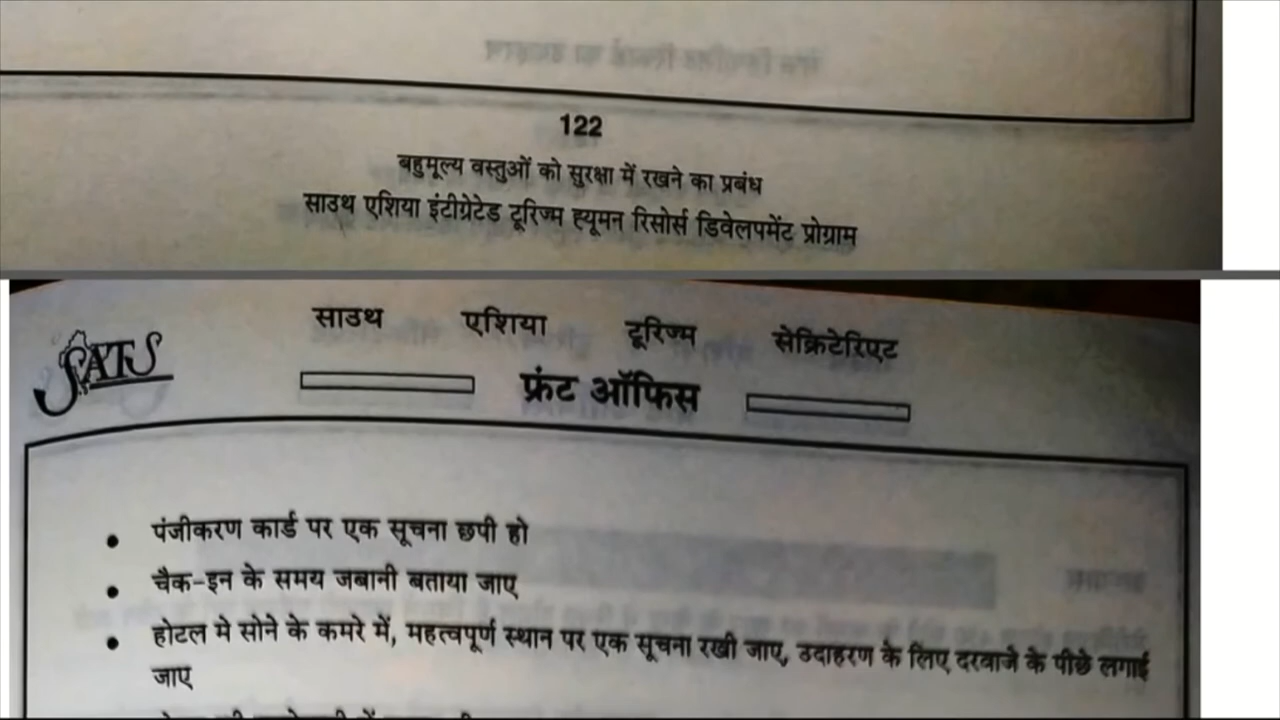 122
बहुमूल्य वस्तुओं को सुरक्षा में रखने का प्रबंध
साउथ एशिया इंटीग्रेटेड टूरिज्म ह्यूमन रिसोर्स डिवेलपमेंट प्रोग्राम
साउथ एशिया टूरिज्म सेक्रिटेरिएट
SATS
फ्रंट ऑफिस
• पंजीकरण कार्ड पर एक सूचना छपी हो
• चैक-इन के समय जबानी बताया जाए
• होटल मे सोने के कमरे में, महत्वपूर्ण स्थान पर एक सूचना रखी जाए, उदाहरण के लिए दरवाजे के पीछे लगाई
जाए